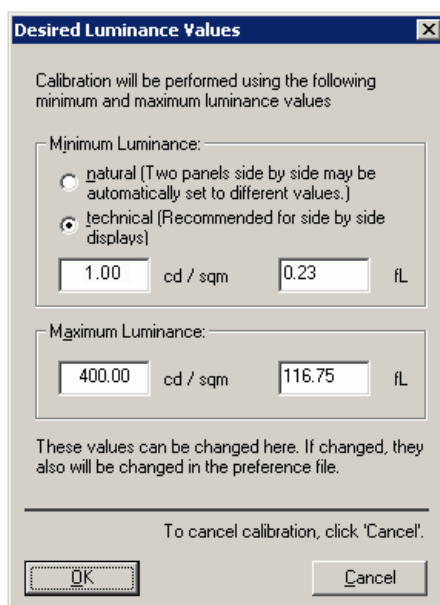 Desired Luminance Values
Calibration will be performed using the following
minimum and maximum luminance values
Minimum Luminance:
natural (Two panels side by side may be
automatically set to different values.)
technical (Recommended for side by side
displays)
1.00 cd / sqm 0.23 fL
Maximum Luminance:
400.00 cd / sqm 116.75 fL
These values can be changed here. If changed, they
also will be changed in the preference file.
To cancel calibration, click 'Cancel'.
OK Cancel